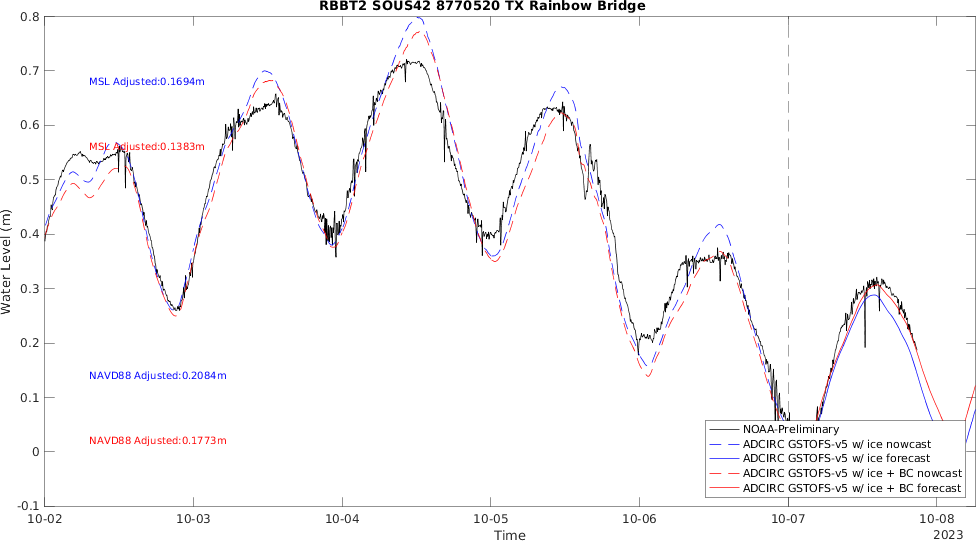 RBBT2 SOUS42 8770520 TX Rainbow Bridge
0.8
0.7
0.6
0.5
0.4
0.3
0.2
0.1
0
-0.1
Water Level (m)
MSL Adjusted:0.1694m
MSL Adjusted:0.1383m
NAVD88 Adjusted:0.2084m
NAVD88 Adjusted:0.1773m
NOAA-Preliminary
ADCIRC GSTOFS-v5 w/ ice nowcast
ADCIRC GSTOFS-v5 w/ ice forecast
ADCIRC GSTOFS-v5 w/ ice + BC nowcast
ADCIRC GSTOFS-v5 w/ ice + BC forecast
10-02 10-03 10-04 10-05 10-06 10-07 10-08
Time
2023